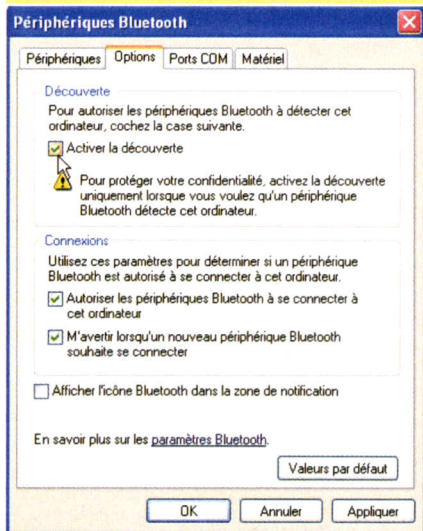 Périphériques Bluetooth
Périphériques Options Ports COM Matériel
Découverte
Pour autoriser les périphériques Bluetooth à détecter cet
ordinateur, cochez la case suivante.
Activer la découverte
Pour protéger votre confidentialité, activez la découverte
uniquement lorsque vous voulez qu'un périphérique
Bluetooth détecte cet ordinateur.
Connexions
Utilisez ces paramètres pour déterminer si un périphérique
Bluetooth est autorisé à se connecter à cet ordinateur.
Autoriser les périphériques Bluetooth à se connecter à
cet ordinateur
M'avertir lorsqu'un nouveau périphérique Bluetooth
souhaite se connecter
Afficher l'icône Bluetooth dans la zone de notification
En savoir plus sur les paramètres Bluetooth.
Valeurs par défaut
OK Annuler Appliquer